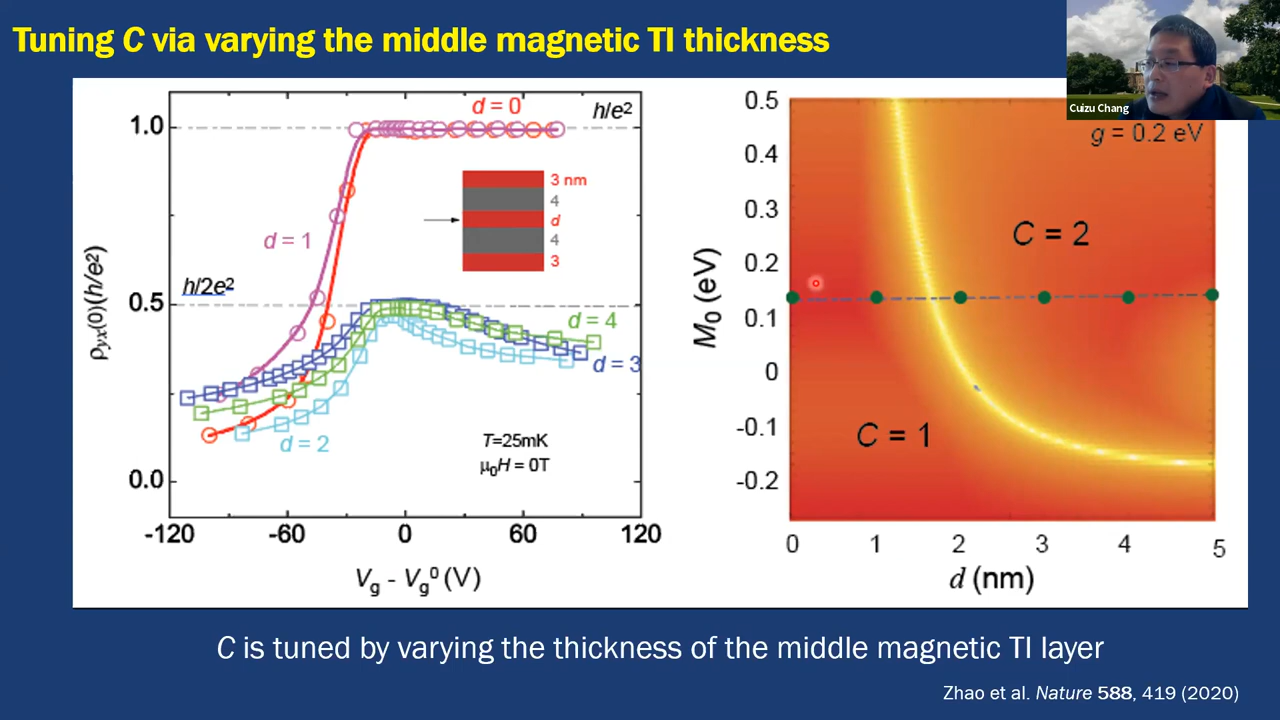 Tuning C via varying the middle magnetic TI thickness
Cuizu Chang
1.0
0.5
0.0
ρyx(0)(h/e²)
-120
-60
0
60
120
Vg - Vg⁰ (V)
h/e²
d = 0
d = 1
h/2e²
d = 4
d = 3
d = 2
T=25mK
μ₀H = 0T
3 nm
4
d
4
3
0.5
0.4
0.3
0.2
0.1
0
-0.1
-0.2
M₀ (eV)
g = 0.2 eV
C = 2
C = 1
0
1
2
3
4
5
d (nm)
C is tuned by varying the thickness of the middle magnetic TI layer
Zhao et al. Nature 588, 419 (2020)